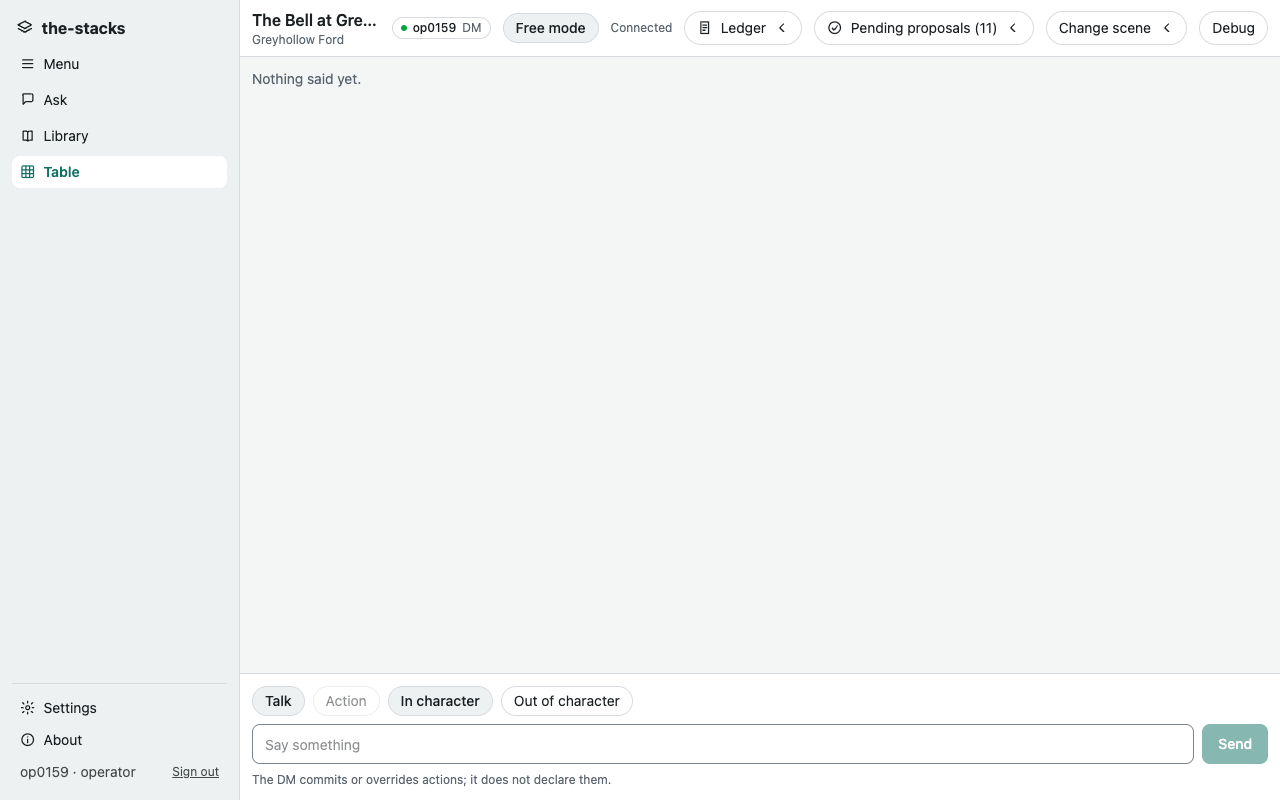 the-stacks
Menu
Ask
Library
Table
Settings
About
op0159 · operator
Sign out
The Bell at Gre...
Greyhollow Ford
op0159 DM
Free mode
Connected
Ledger
Pending proposals (11)
Change scene
Debug
Nothing said yet.
Talk
Action
In character
Out of character
Say something
Send
The DM commits or overrides actions; it does not declare them.